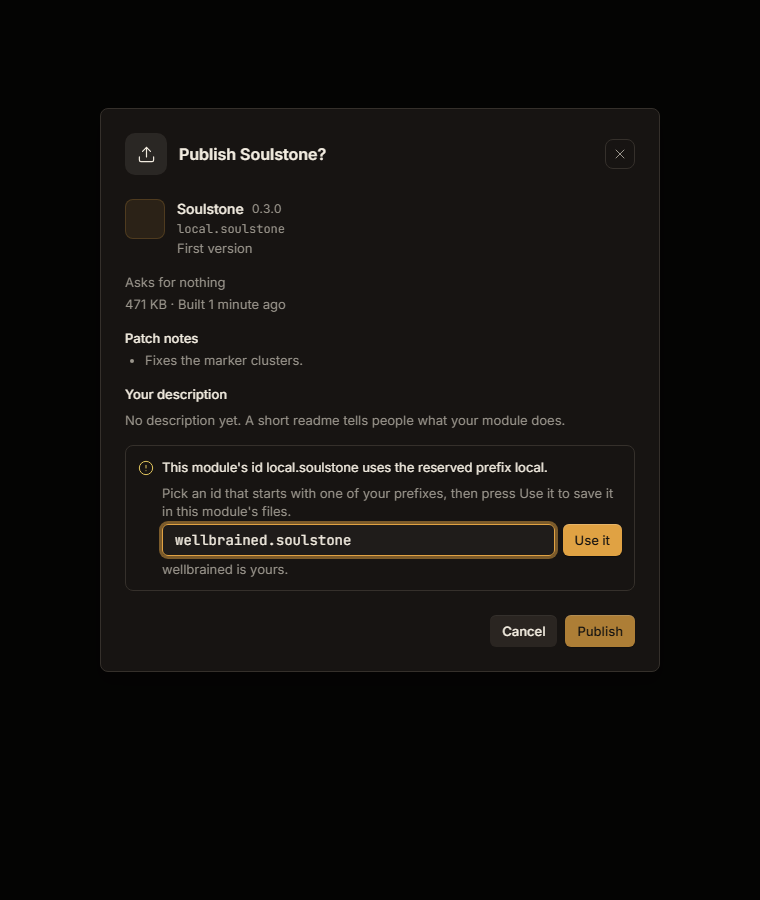 Publish Soulstone?
Soulstone 0.3.0
local.soulstone
First version
Asks for nothing
471 KB · Built 1 minute ago
Patch notes
• Fixes the marker clusters.
Your description
No description yet. A short readme tells people what your module does.
This module's id local.soulstone uses the reserved prefix local.
Pick an id that starts with one of your prefixes, then press Use it to save it
in this module's files.
wellbrained.soulstone
Use it
wellbrained is yours.
Cancel
Publish